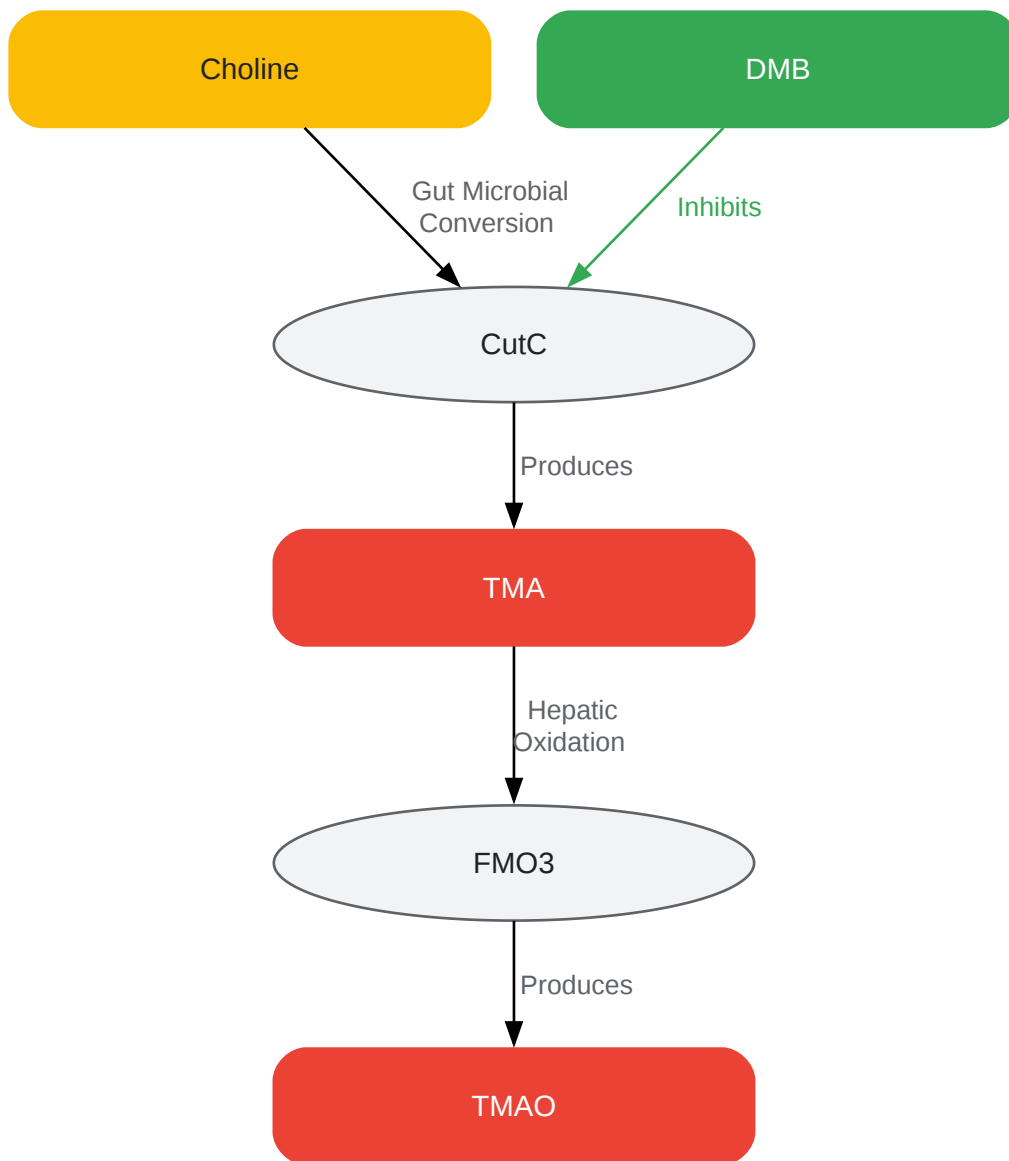 Choline
DMB
Gut Microbial
Conversion
Inhibits
CutC
Produces
TMA
Hepatic
Oxidation
FMO3
Produces
TMAO